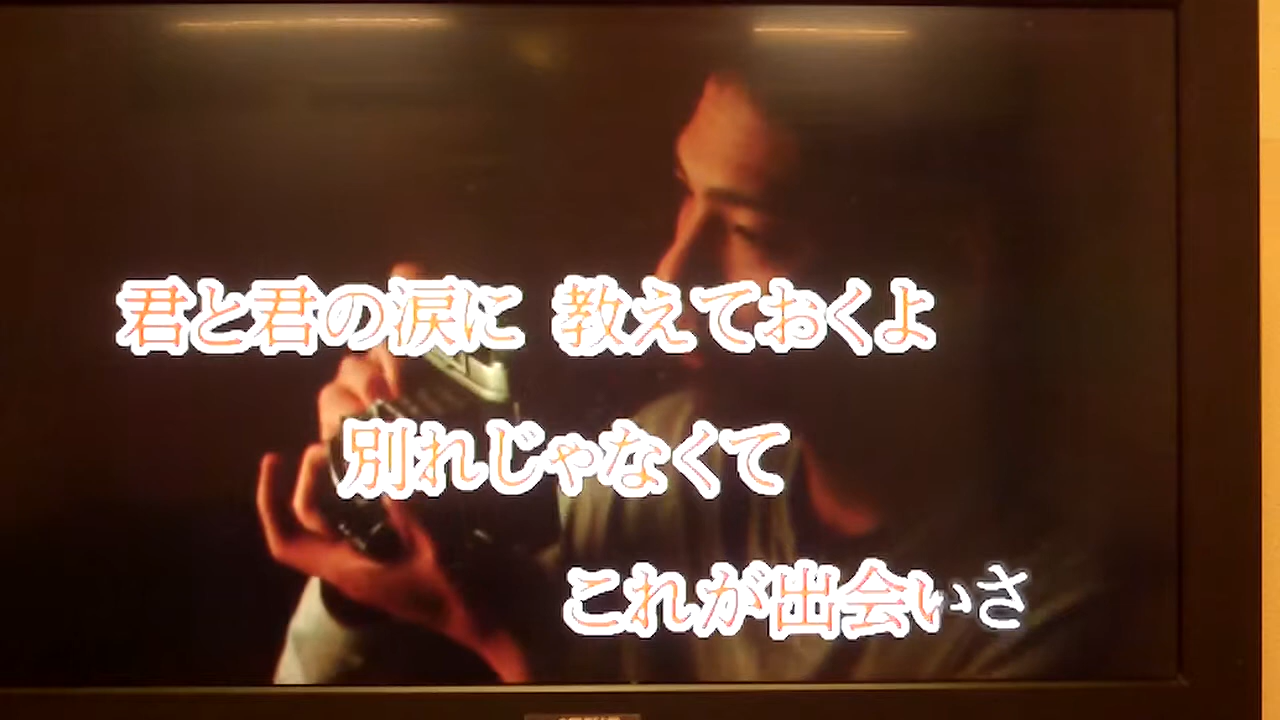 君と君の涙に 教えておくよ
別れじゃなくて
これが出会いさ